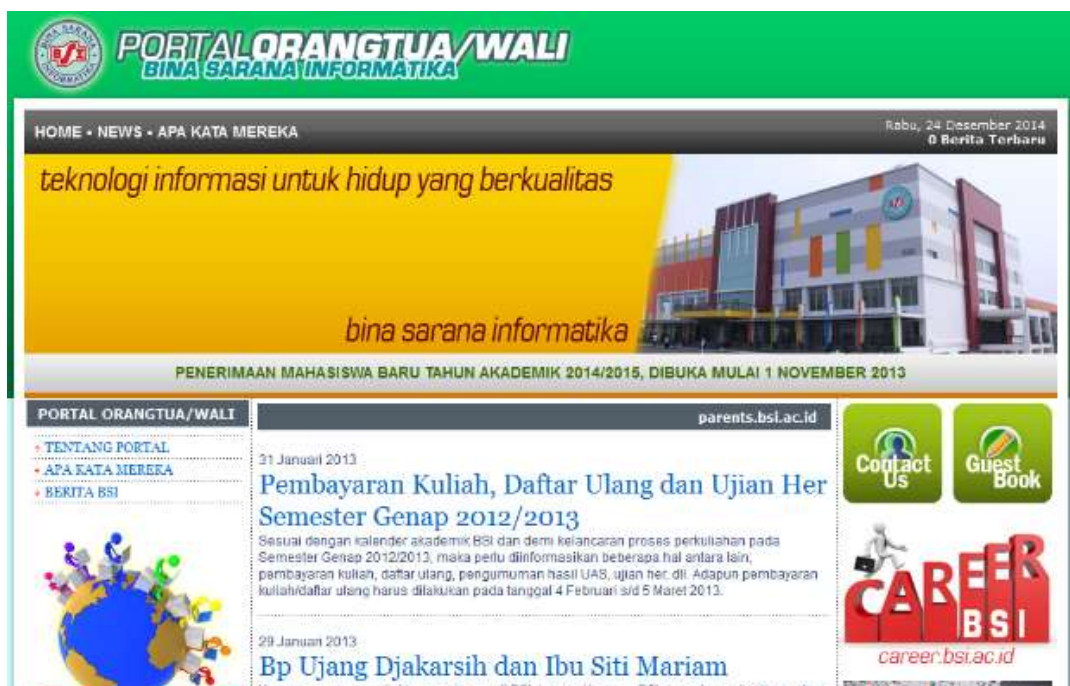 PORTALORANGTUA/WALI
BINA SARANA INFORMATIKA
HOME • NEWS • APA KATA MEREKA
Rabu, 24 Desember 2014
0 Berita Terbaru
teknologi informasi untuk hidup yang berkualitas
bina sarana informatika
PENERIMAAN MAHASISWA BARU TAHUN AKADEMIK 2014/2015, DIBUKA MULAI 1 NOVEMBER 2013
PORTAL ORANGTUA/WALI
TENTANG PORTAL
APA KATA MEREKA
BERITA BSI
parents.bsi.ac.id
31 Januari 2013
Pembayaran Kuliah, Daftar Ulang dan Ujian Her
Semester Genap 2012/2013
Sesuai dengan kalender akademik BSI dan demi kelancaran proses perkuliahan pada
Semester Genap 2012/2013, maka perlu diinformasikan beberapa hal antara lain;
pembayaran kuliah, daftar ulang, pengumuman hasil UAS, ujian her, dll. Adapun pembayaran
kuliah/daftar ulang harus dilakukan pada tanggal 4 Februari s/d 5 Maret 2013.
29 Januari 2013
Bp Ujang Djakarsih dan Ibu Siti Mariam
Contact
Us
Guest
Book
CAREER
BSI
career.bsi.ac.id